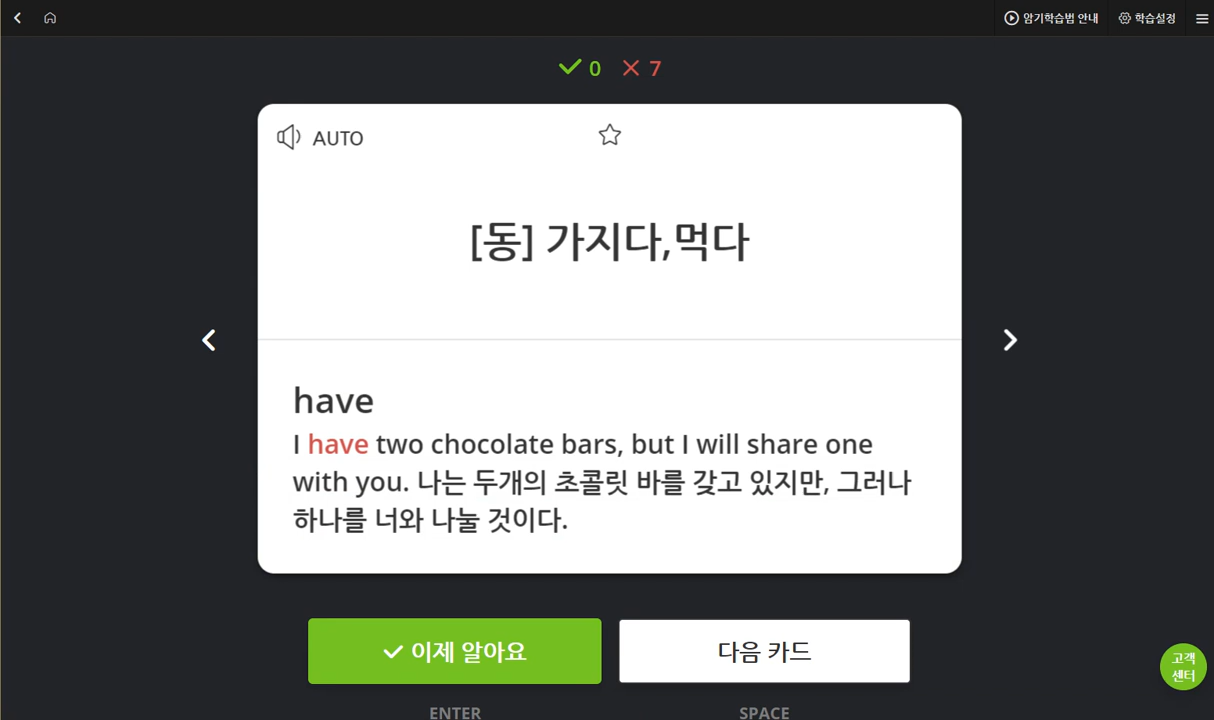 암기학습법 안내 학습설정
0 7
AUTO
[동] 가지다,먹다
have
I have two chocolate bars, but I will share one
with you. 나는 두개의 초콜릿 바를 갖고 있지만, 그러나
하나를 너와 나눌 것이다.
이제 알아요 다음 카드
고객
센터
ENTER SPACE